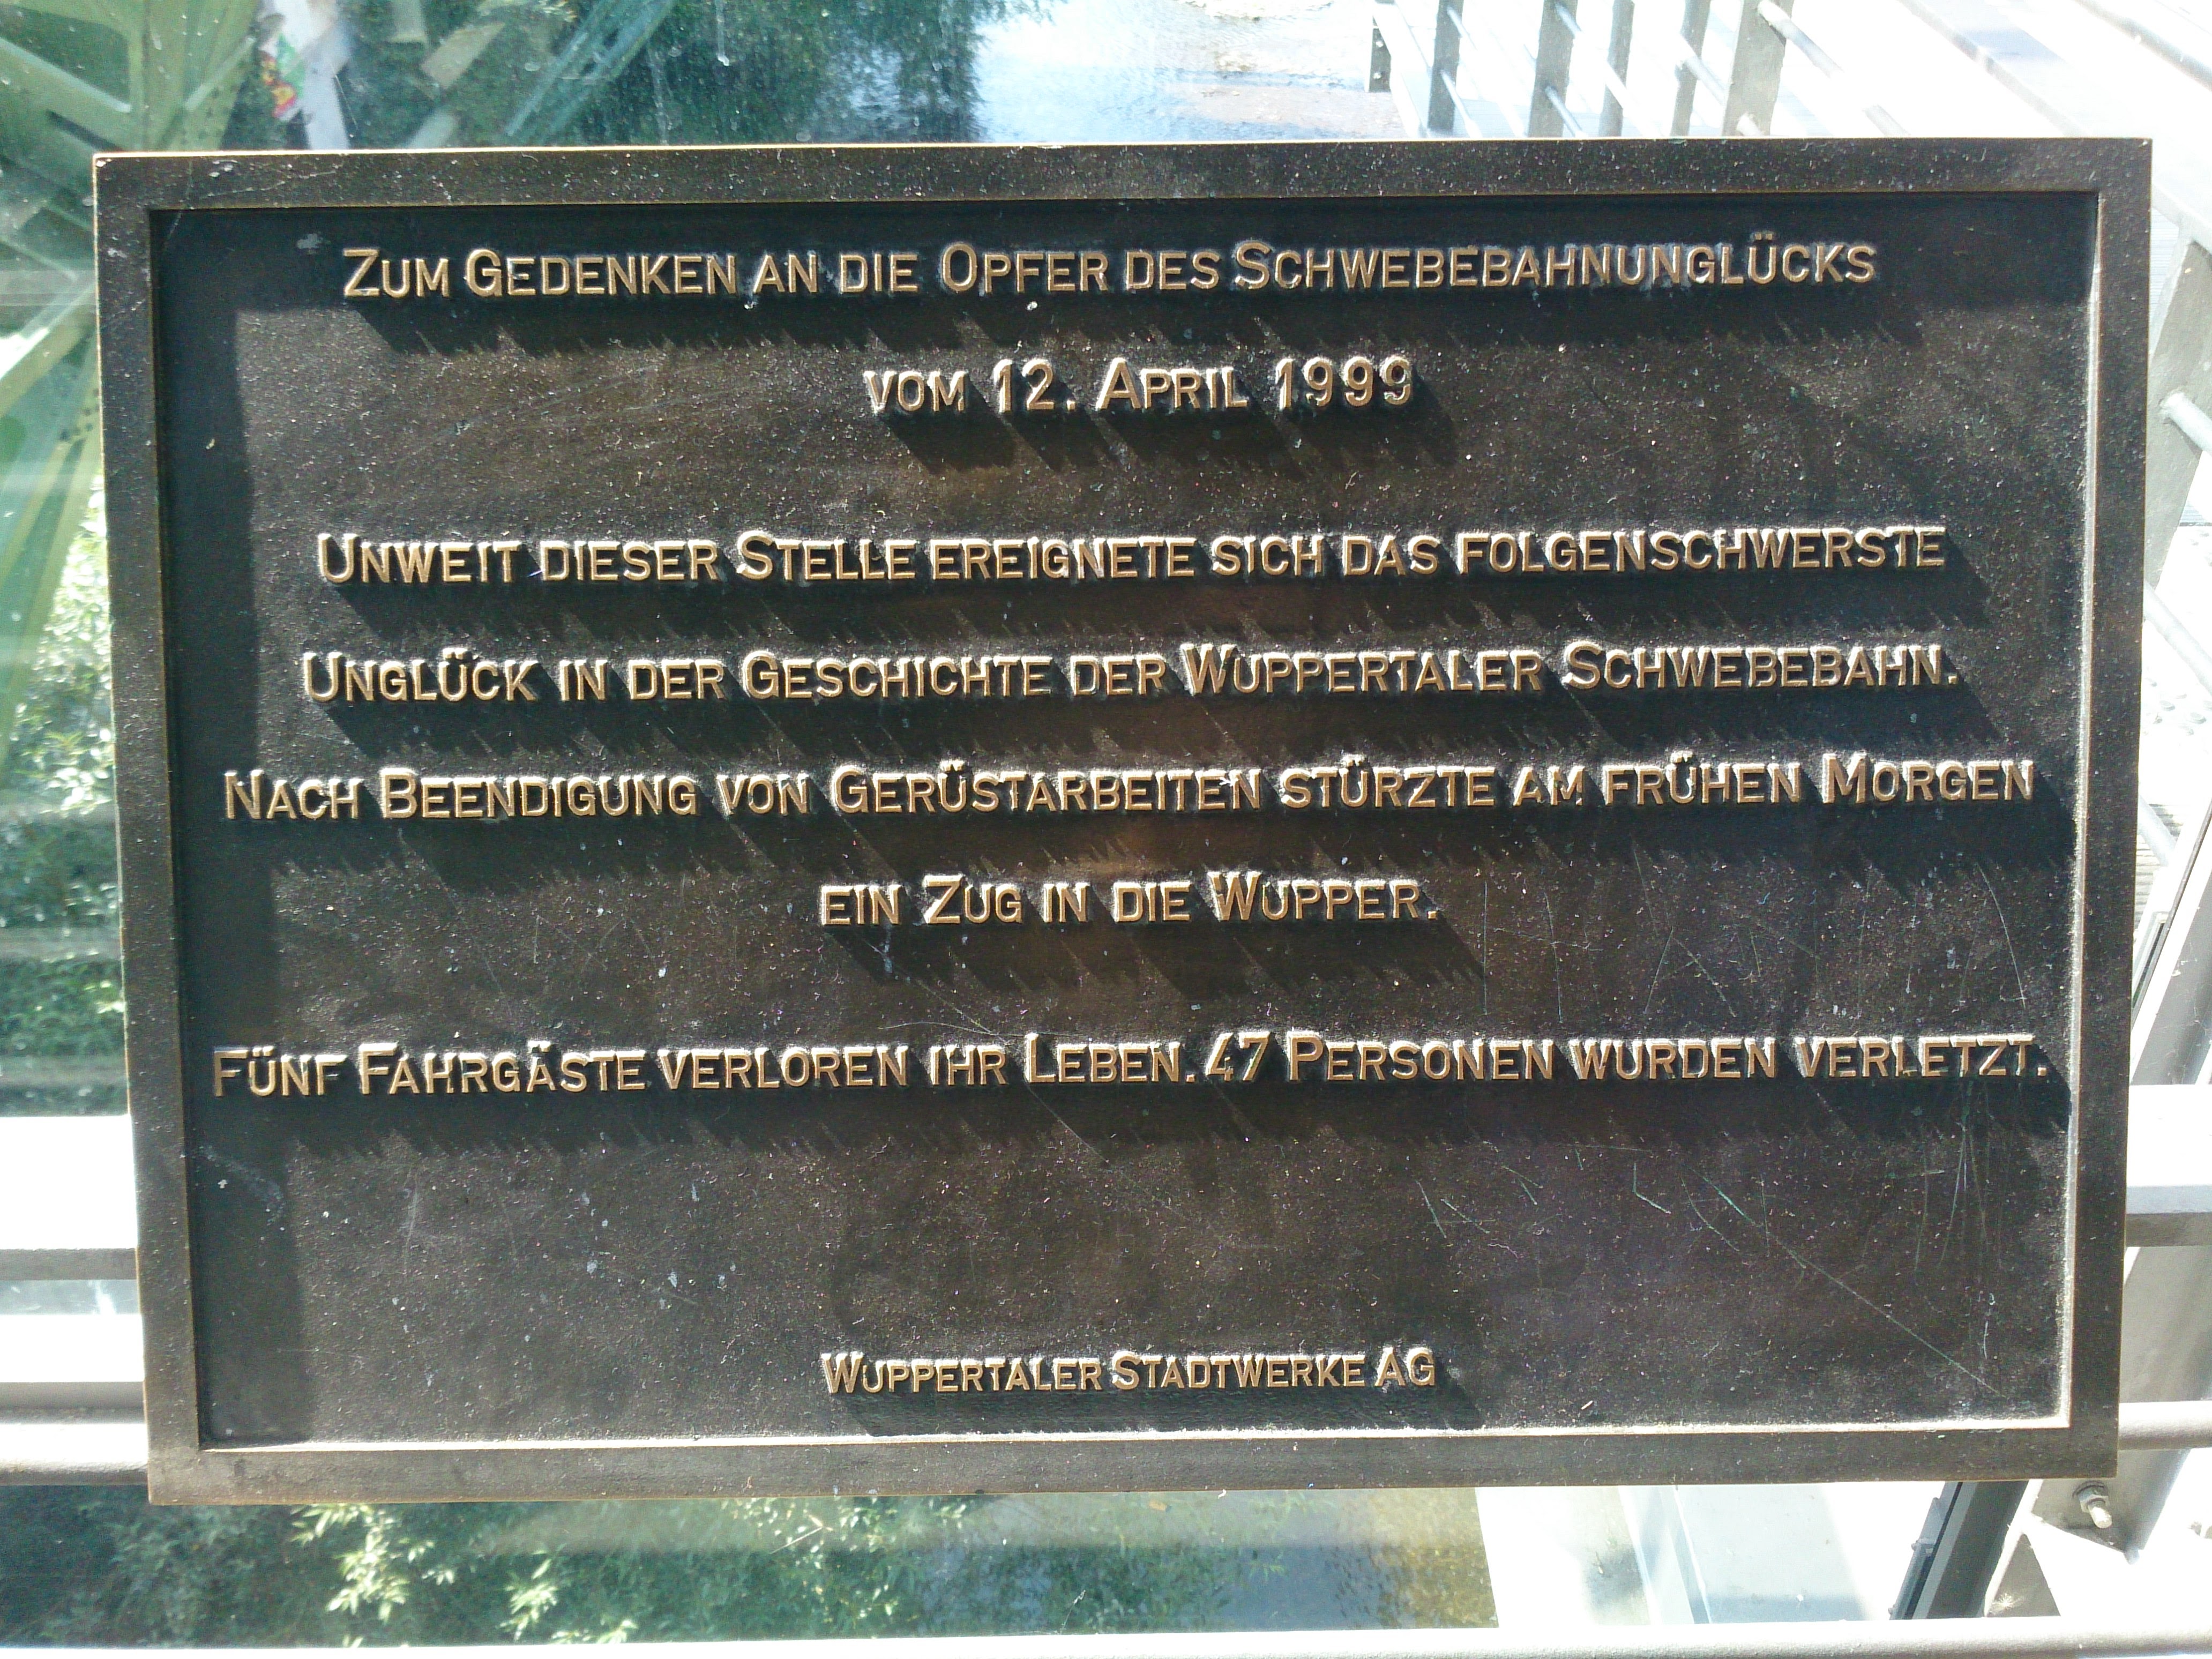 Zum Gedenken an die Opfer des Schwebebahnunglücks
vom 12. April 1999
Unweit dieser Stelle ereignete sich das folgenschwerste
Unglück in der Geschichte der Wuppertaler Schwebebahn.
Nach Beendigung von Gerüstarbeiten stürzte am frühen Morgen
ein Zug in die Wupper.
Fünf Fahrgäste verloren ihr Leben. 47 Personen wurden verletzt.
Wuppertaler Stadtwerke AG